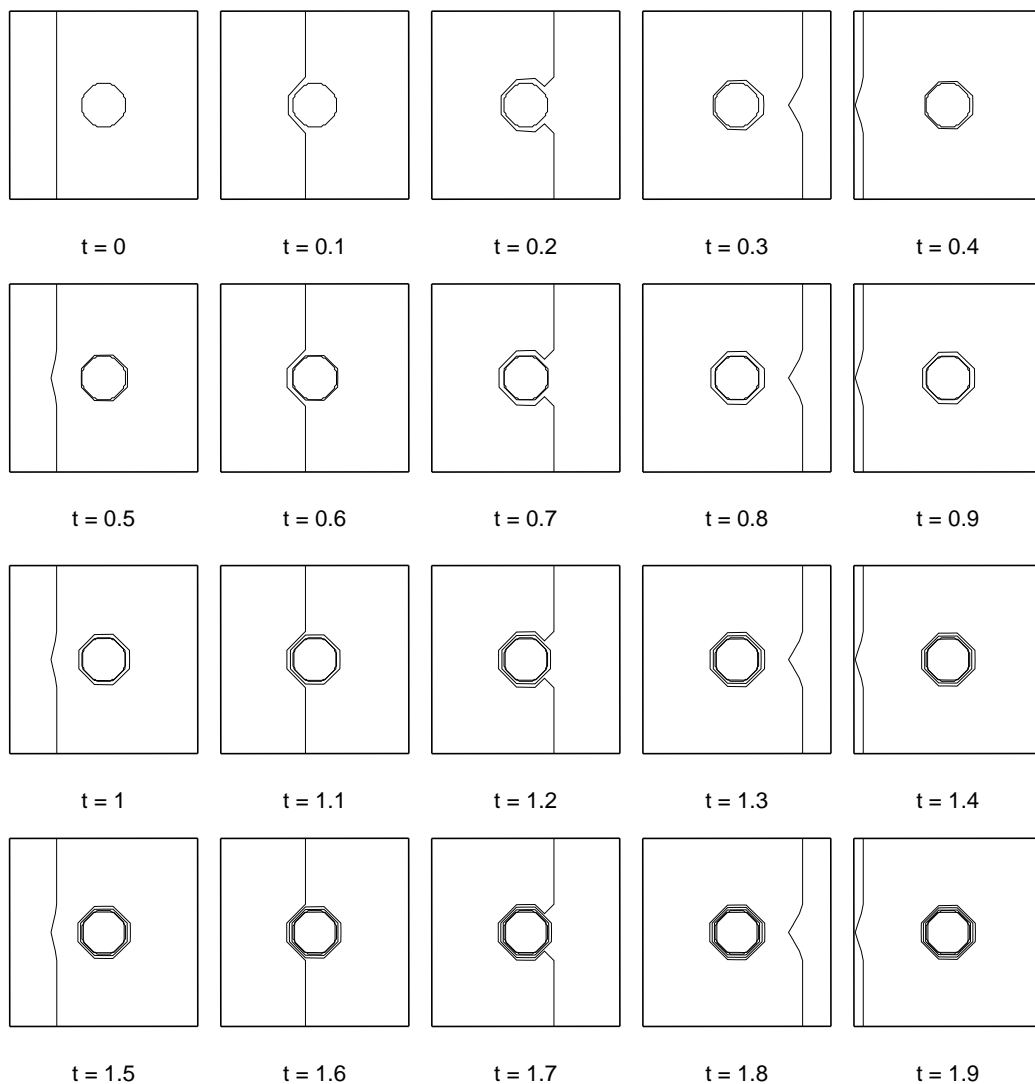 t = 0
t = 0.1
t = 0.2
t = 0.3
t = 0.4
t = 0.5
t = 0.6
t = 0.7
t = 0.8
t = 0.9
t = 1
t = 1.1
t = 1.2
t = 1.3
t = 1.4
t = 1.5
t = 1.6
t = 1.7
t = 1.8
t = 1.9